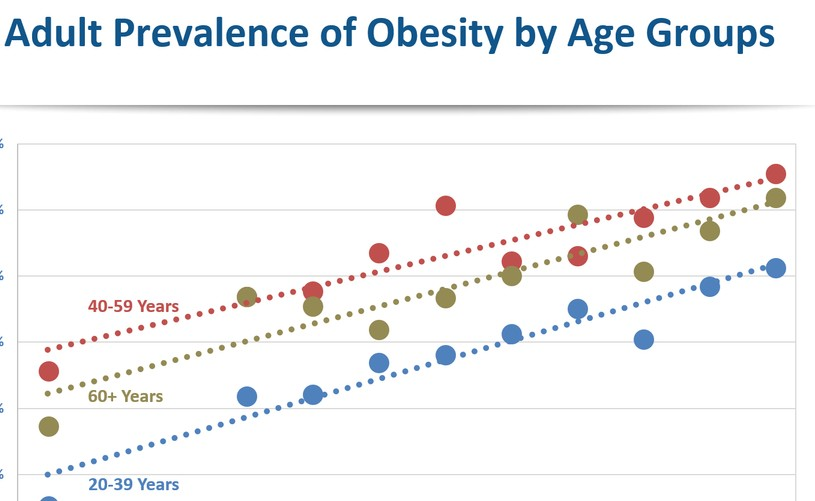 Adult Prevalence of Obesity by Age Groups
%
%
%
40-59 Years
%
60+ Years
%
%
20-39 Years